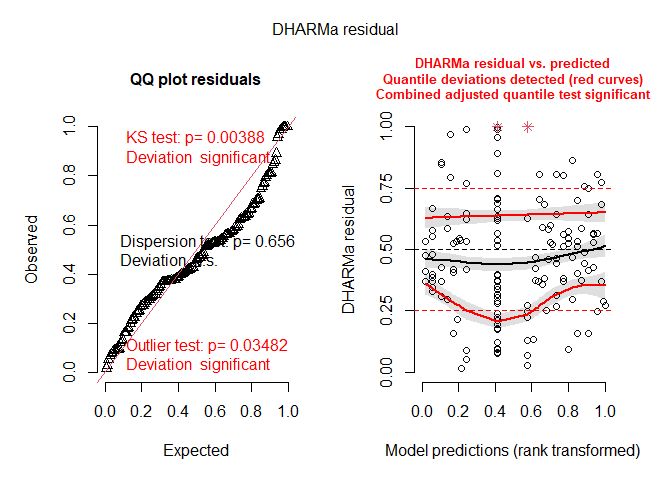 DHARMa residual
QQ plot residuals
KS test: p= 0.00388
Deviation significant
Dispersion test: p= 0.656
Deviation n.s.
Outlier test: p= 0.03482
Deviation significant
Observed
0.0 0.2 0.4 0.6 0.8 1.0
0.0 0.2 0.4 0.6 0.8 1.0
Expected
DHARMa residual vs. predicted
Quantile deviations detected (red curves)
Combined adjusted quantile test significant
DHARMa residual
0.00 0.25 0.50 0.75 1.00
0.0 0.2 0.4 0.6 0.8 1.0
Model predictions (rank transformed)